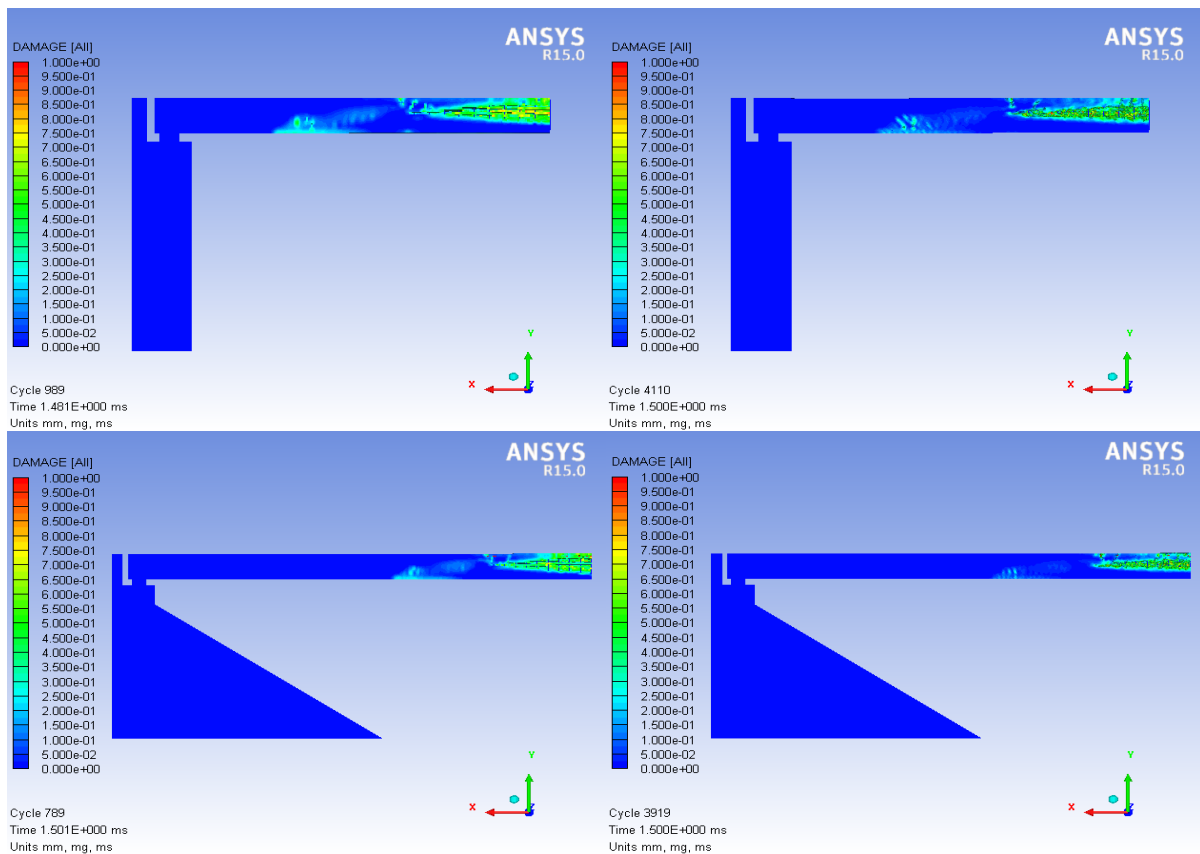 ANSYS
R15.0
DAMAGE [All]
1.000e+00
9.500e-01
9.000e-01
8.500e-01
8.000e-01
7.500e-01
7.000e-01
6.500e-01
6.000e-01
5.500e-01
5.000e-01
4.500e-01
4.000e-01
3.500e-01
3.000e-01
2.500e-01
2.000e-01
1.500e-01
1.000e-01
5.000e-02
0.000e+00
Y
X
Z
Cycle 989
Time 1.481E+000 ms
Units mm, mg, ms
ANSYS
R15.0
DAMAGE [All]
1.000e+00
9.500e-01
9.000e-01
8.500e-01
8.000e-01
7.500e-01
7.000e-01
6.500e-01
6.000e-01
5.500e-01
5.000e-01
4.500e-01
4.000e-01
3.500e-01
3.000e-01
2.500e-01
2.000e-01
1.500e-01
1.000e-01
5.000e-02
0.000e+00
Y
X
Z
Cycle 4110
Time 1.500E+000 ms
Units mm, mg, ms
ANSYS
R15.0
DAMAGE [All]
1.000e+00
9.500e-01
9.000e-01
8.500e-01
8.000e-01
7.500e-01
7.000e-01
6.500e-01
6.000e-01
5.500e-01
5.000e-01
4.500e-01
4.000e-01
3.500e-01
3.000e-01
2.500e-01
2.000e-01
1.500e-01
1.000e-01
5.000e-02
0.000e+00
Y
X
Z
Cycle 789
Time 1.501E+000 ms
Units mm, mg, ms
ANSYS
R15.0
DAMAGE [All]
1.000e+00
9.500e-01
9.000e-01
8.500e-01
8.000e-01
7.500e-01
7.000e-01
6.500e-01
6.000e-01
5.500e-01
5.000e-01
4.500e-01
4.000e-01
3.500e-01
3.000e-01
2.500e-01
2.000e-01
1.500e-01
1.000e-01
5.000e-02
0.000e+00
Y
X
Z
Cycle 3919
Time 1.500E+000 ms
Units mm, mg, ms